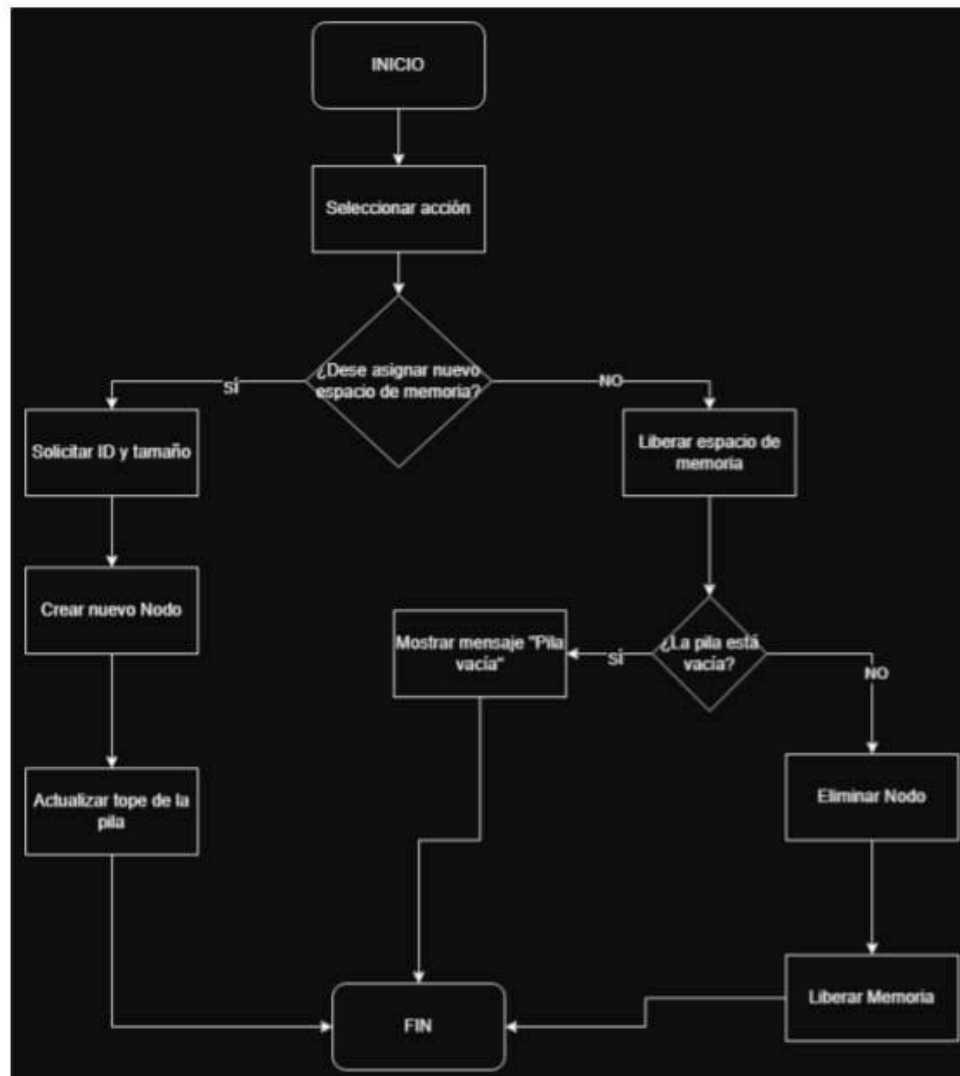 INICIO
Seleccionar acción
¿Dese asignar nuevo
espacio de memoria?
SÍ
NO
Solicitar ID y tamaño
Liberar espacio de
memoria
Crear nuevo Nodo
Mostrar mensaje "Pila
vacía"
SÍ
¿La pila está
vacía?
NO
Actualizar tope de la
pila
Eliminar Nodo
Liberar Memoria
FIN